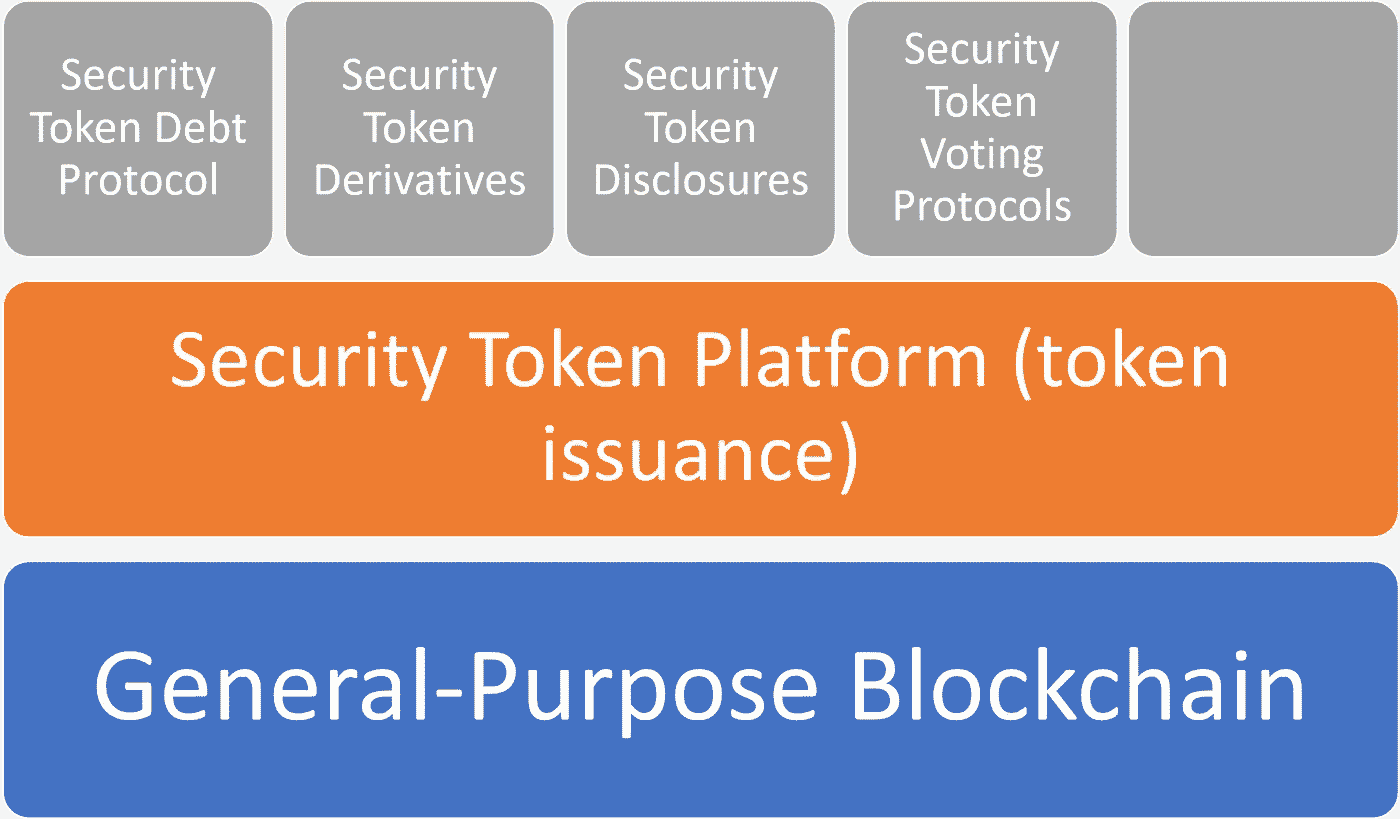 Security
Token Debt
Protocol
Security
Token
Derivatives
Security
Token
Disclosures
Security
Token
Voting
Protocols
Security Token Platform (token
issuance)
General-Purpose Blockchain